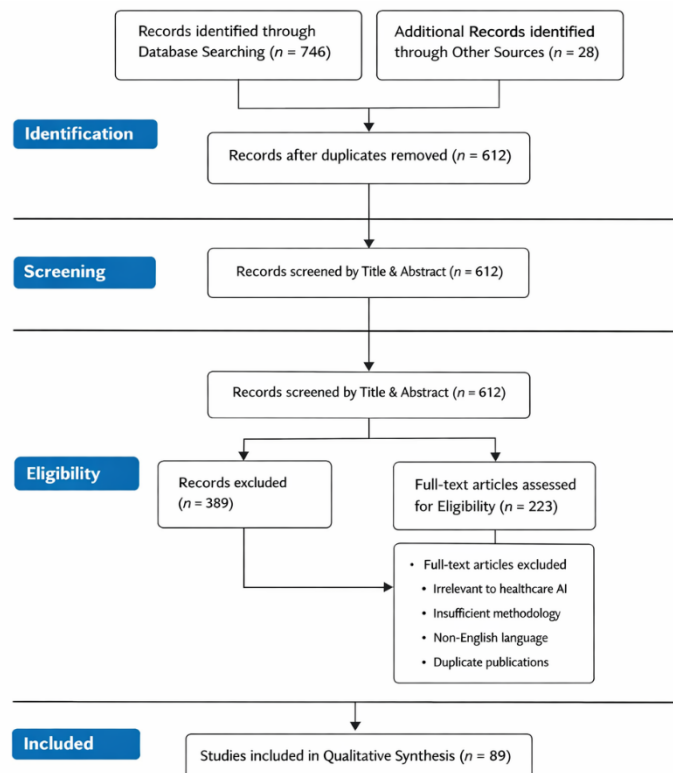 Records identified through
Database Searching (n = 746)
Additional Records identified
through Other Sources (n = 28)
Identification
Records after duplicates removed (n = 612)
Screening
Records screened by Title & Abstract (n = 612)
Records screened by Title & Abstract (n = 612)
Eligibility
Records excluded
(n = 389)
Full-text articles assessed
for Eligibility (n = 223)
• Full-text articles excluded
• Irrelevant to healthcare AI
• Insufficient methodology
• Non-English language
• Duplicate publications
Included
Studies included in Qualitative Synthesis (n = 89)